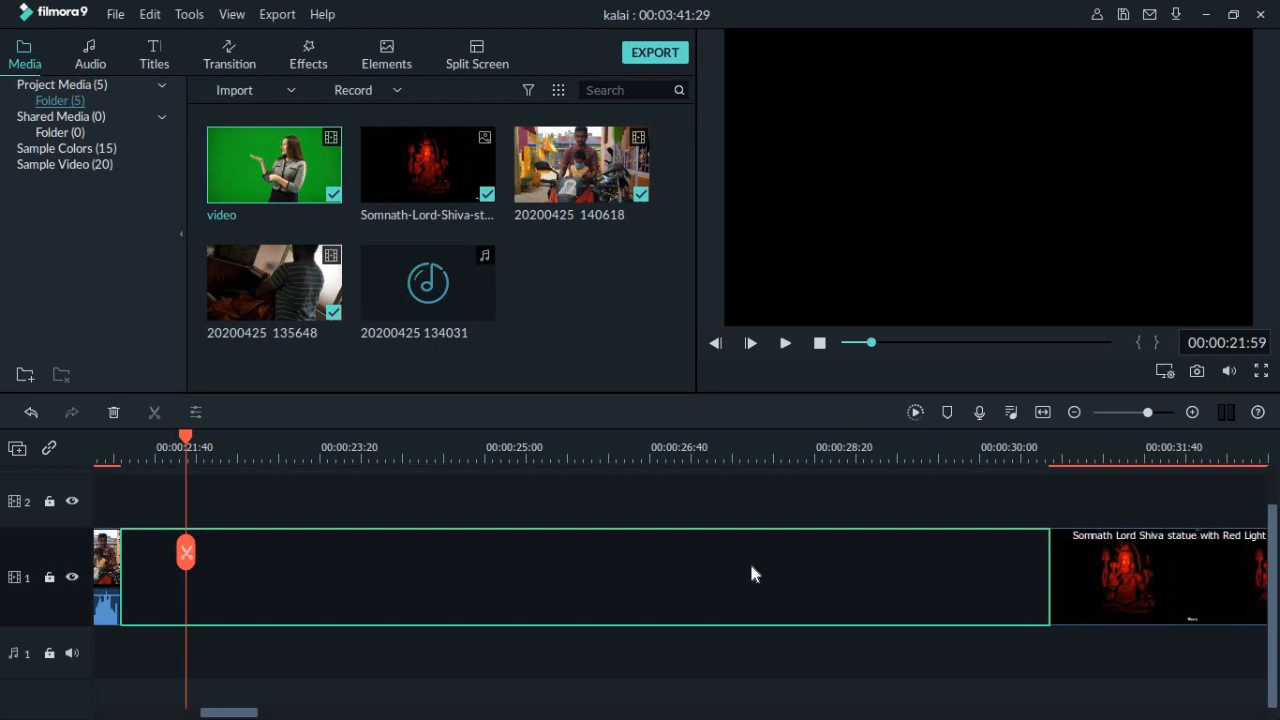 filmora9 File Edit Tools View Export Help kalai : 00:03:41:29
Media Audio Titles Transition Effects Elements Split Screen EXPORT
Project Media (5)
Folder (5)
Shared Media (0)
Folder (0)
Sample Colors (15)
Sample Video (20)
Import Record Search
video Somnath-Lord-Shiva-st... 20200425 140618
20200425 135648 20200425 134031
00:00:21:59
00:00:21:40 00:00:23:20 00:00:25:00 00:00:26:40 00:00:28:20 00:00:30:00 00:00:31:40
2
1
Somnath Lord Shiva statue with Red Light
1